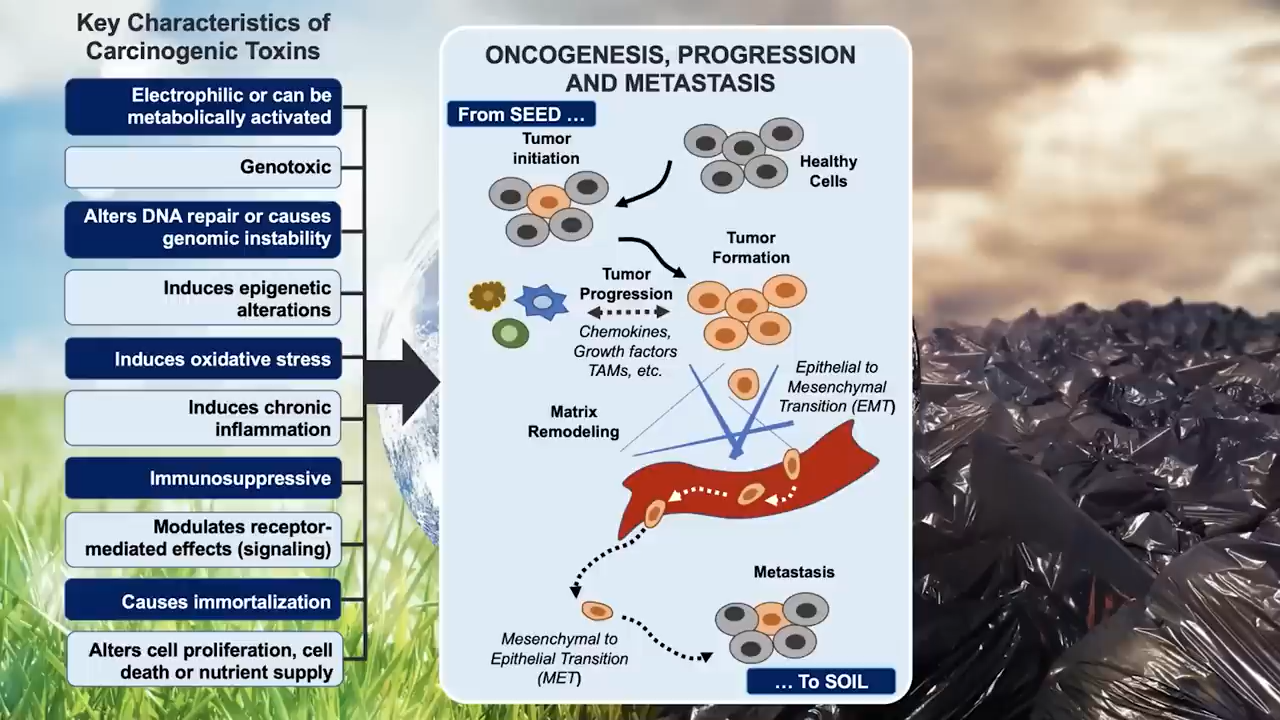 Key Characteristics of
Carcinogenic Toxins
Electrophilic or can be
metabolically activated
Genotoxic
Alters DNA repair or causes
genomic instability
Induces epigenetic
alterations
Induces oxidative stress
Induces chronic
inflammation
Immunosuppressive
Modulates receptor-
mediated effects (signaling)
Causes immortalization
Alters cell proliferation, cell
death or nutrient supply
ONCOGENESIS, PROGRESSION
AND METASTASIS
From SEED ...
Tumor
initiation
Healthy
Cells
Tumor
Formation
Tumor
Progression
Chemokines,
Growth factors
TAMs, etc.
Epithelial to
Mesenchymal
Transition (EMT)
Matrix
Remodeling
Metastasis
Mesenchymal to
Epithelial Transition
(MET)
... To SOIL